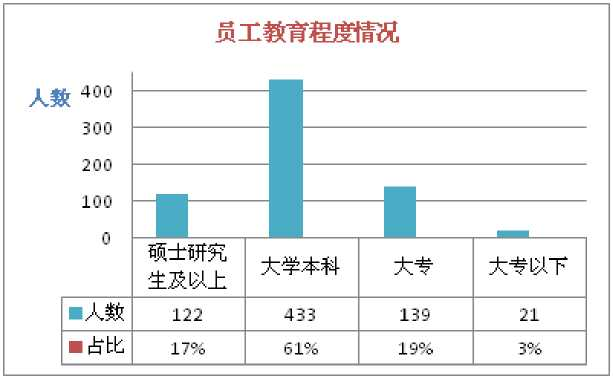 员工教育程度情况
人数
400
300
200
100
0
硕士研究
生及以上
大学本科
大专
大专以下
人数 122 433 139 21
占比 17% 61% 19% 3%